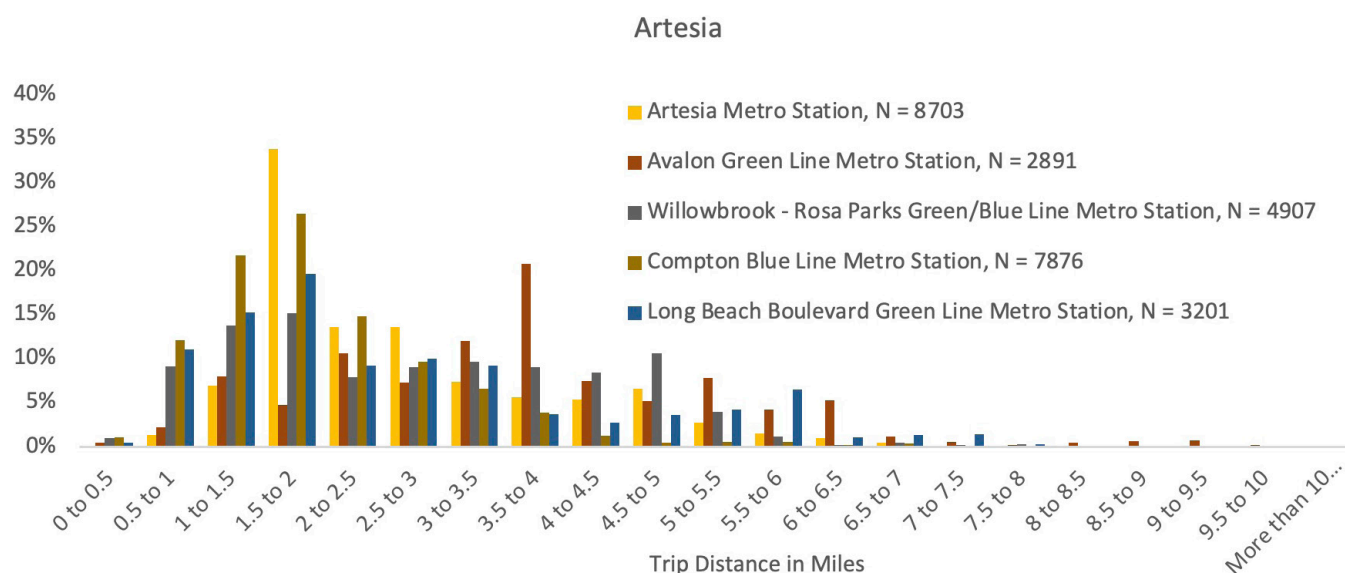 Artesia
40%
35%
30%
25%
20%
15%
10%
5%
0%
Artesia Metro Station, N = 8703
Avalon Green Line Metro Station, N = 2891
Willowbrook - Rosa Parks Green/Blue Line Metro Station, N = 4907
Compton Blue Line Metro Station, N = 7876
Long Beach Boulevard Green Line Metro Station, N = 3201
0 to 0.5
0.5 to 1
1 to 1.5
1.5 to 2
2 to 2.5
2.5 to 3
3 to 3.5
3.5 to 4
4 to 4.5
4.5 to 5
5 to 5.5
5.5 to 6
6 to 6.5
6.5 to 7
7 to 7.5
7.5 to 8
8 to 8.5
8.5 to 9
9 to 9.5
9.5 to 10
More than 10...
Trip Distance in Miles